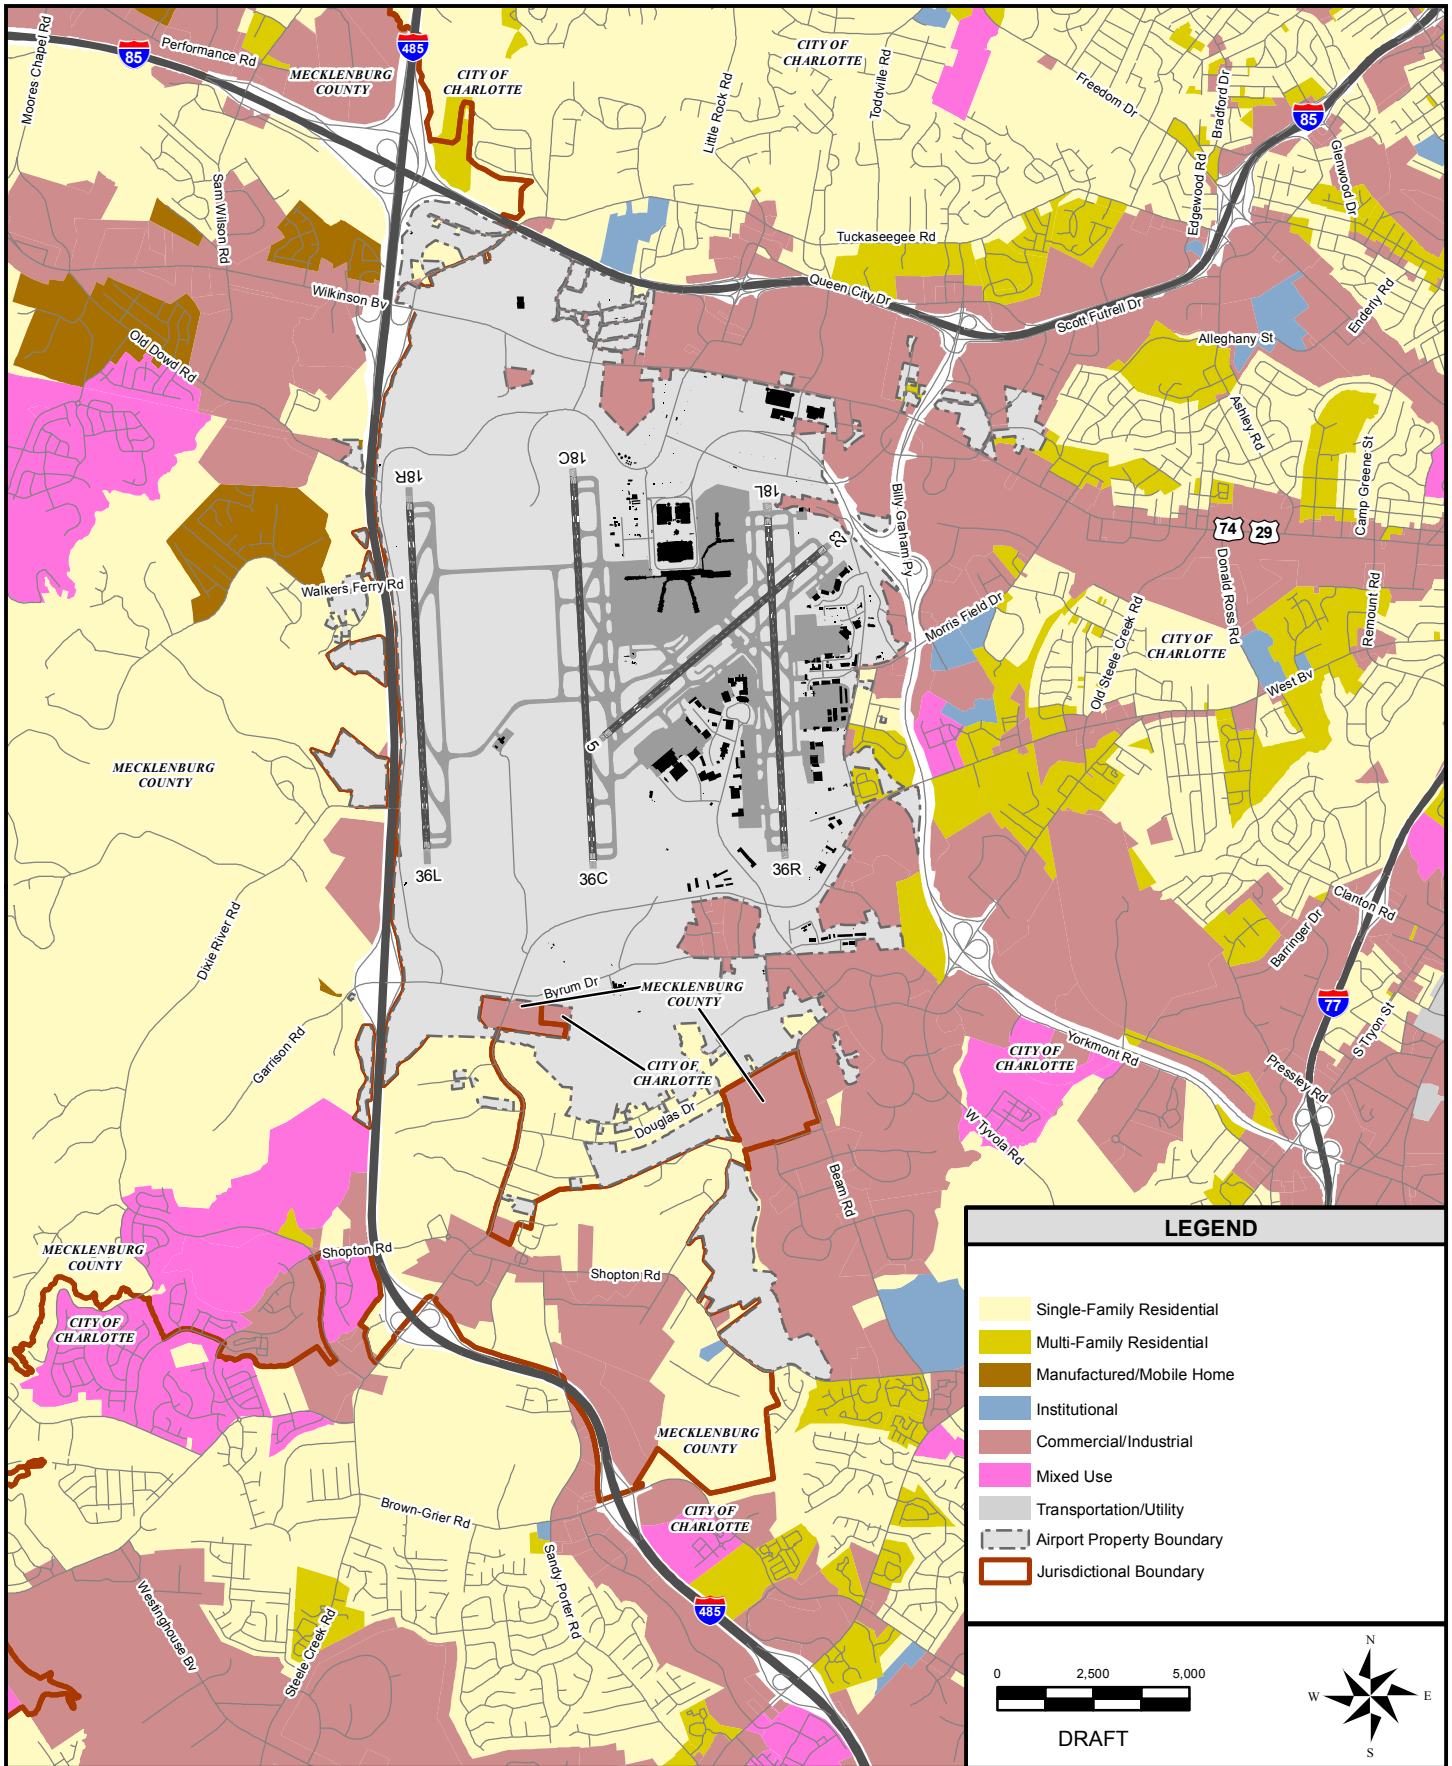 Moores Chapel Rd
85
Performance Rd
485
MECKLENBURG
COUNTY
CITY OF
CHARLOTTE
CITY OF
CHARLOTTE
Little Rock Rd
Toddville Rd
Freedom Dr
Bradford Dr
85
Glenwood Dr
Edgewood Rd
Sam Wilson Rd
Tuckaseegee Rd
Wilkinson Bv
Queen City Dr
Scott Futrell Dr
Enderly Rd
Alleghany St
Old Dowd Rd
Ashley Rd
Camp Greene St
18R
18C
18L
23
Billy Graham Py
74
29
Donald Ross Rd
Walkers Ferry Rd
Morris Field Dr
Old Steele Creek Rd
CITY OF
CHARLOTTE
Remount Rd
West Bv
5
MECKLENBURG
COUNTY
36L
36C
36R
Clanton Rd
Barringer Dr
Dixie River Rd
77
Byrum Dr
MECKLENBURG
COUNTY
S Tryon St
Garrison Rd
CITY OF
CHARLOTTE
CITY OF
CHARLOTTE
Yorkmont Rd
Pressley Rd
Douglas Dr
W Tyvola Rd
Beam Rd
MECKLENBURG
COUNTY
Shopton Rd
Shopton Rd
CITY OF
CHARLOTTE
MECKLENBURG
COUNTY
Brown-Grier Rd
CITY OF
CHARLOTTE
Sandy Porter Rd
Westinghouse Bv
Steele Creek Rd
485
LEGEND
Single-Family Residential
Multi-Family Residential
Manufactured/Mobile Home
Institutional
Commercial/Industrial
Mixed Use
Transportation/Utility
Airport Property Boundary
Jurisdictional Boundary
0 2,500 5,000
DRAFT
N
W E
S